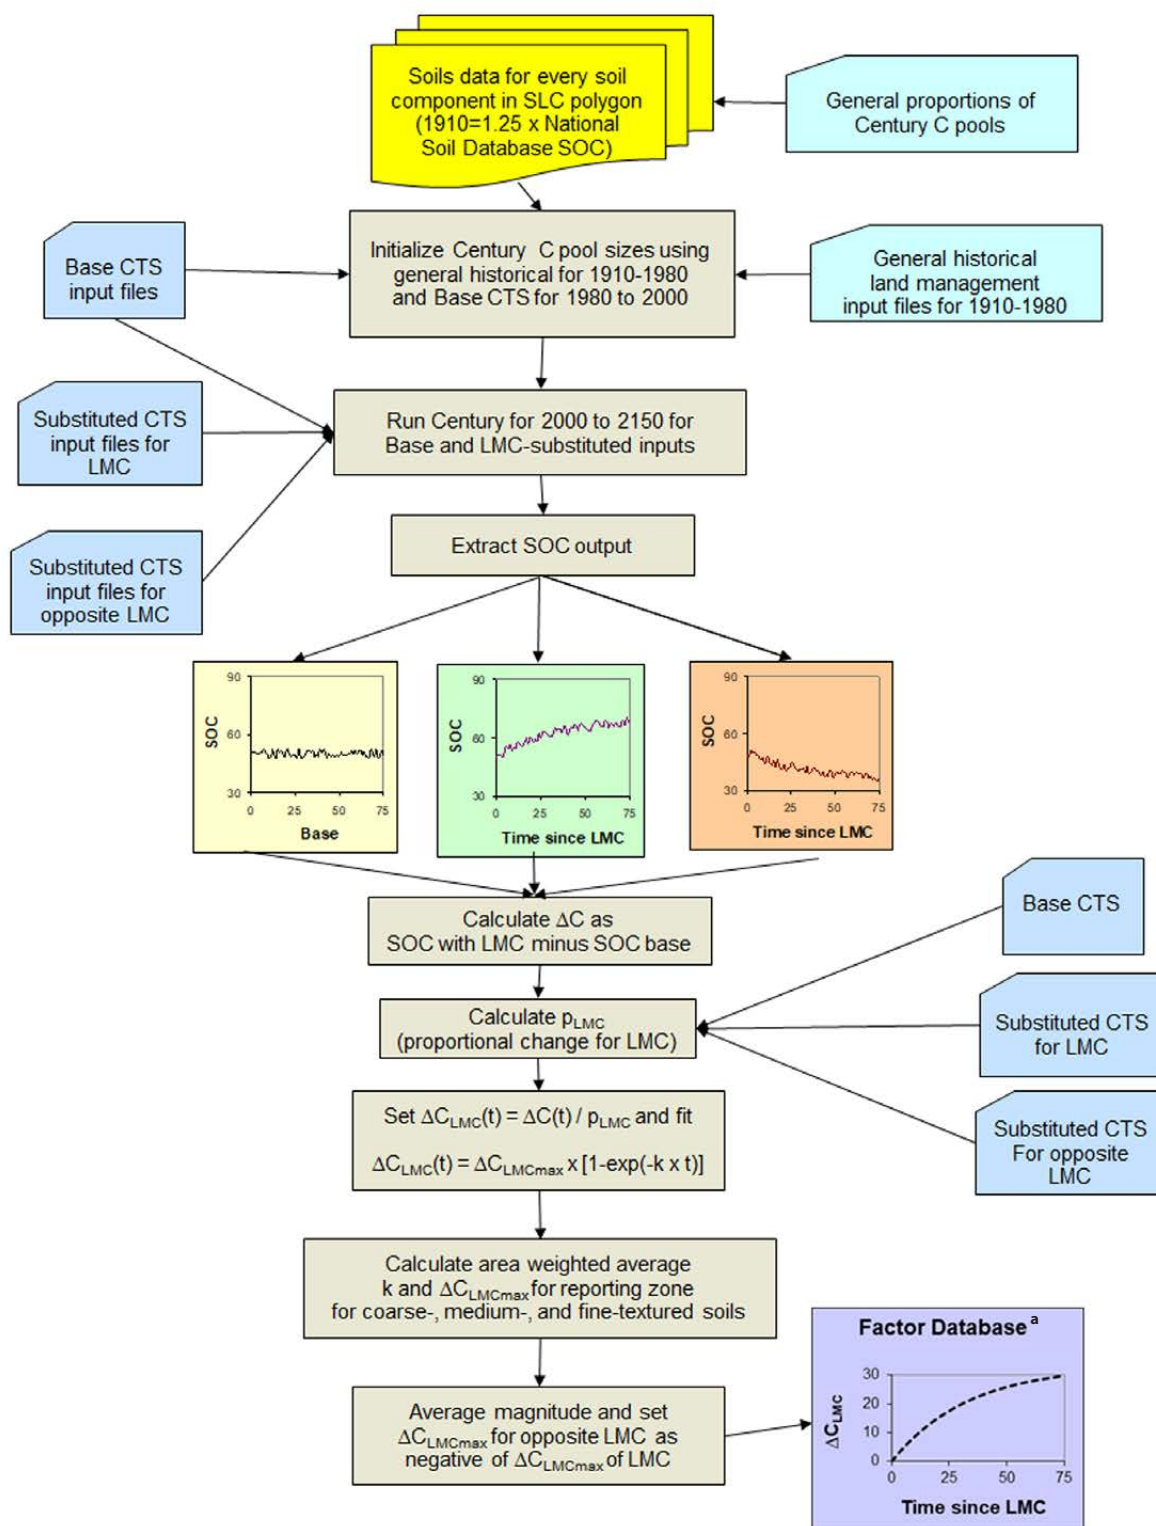 Soils data for every soil
component in SLC polygon
(1910=1.25 x National
Soil Database SOC)
General proportions of
Century C pools
Base CTS
input files
Initialize Century C pool sizes using
general historical for 1910-1980
and Base CTS for 1980 to 2000
General historical
land management
input files for 1910-1980
Substituted CTS
input files for
LMC
Run Century for 2000 to 2150 for
Base and LMC-substituted inputs
Substituted CTS
input files for
opposite LMC
Extract SOC output
90
60
30
SOC
0 25 50 75
Base
90
60
30
SOC
0 25 50 75
Time since LMC
90
60
30
SOC
0 25 50 75
Time since LMC
Calculate ΔC as
SOC with LMC minus SOC base
Base CTS
Calculate pLMC
(proportional change for LMC)
Substituted CTS
for LMC
Set ΔCLMC(t) = ΔC(t) / pLMC and fit
ΔCLMC(t) = ΔCLMCmax x [1-exp(-k x t)]
Substituted CTS
For opposite
LMC
Calculate area weighted average
k and ΔCLMCmax for reporting zone
for coarse-, medium-, and fine-textured soils
Average magnitude and set
ΔCLMCmax for opposite LMC as
negative of ΔCLMCmax of LMC
Factor Database a
30
20
10
0
ΔCLMC
0 25 50 75
Time since LMC